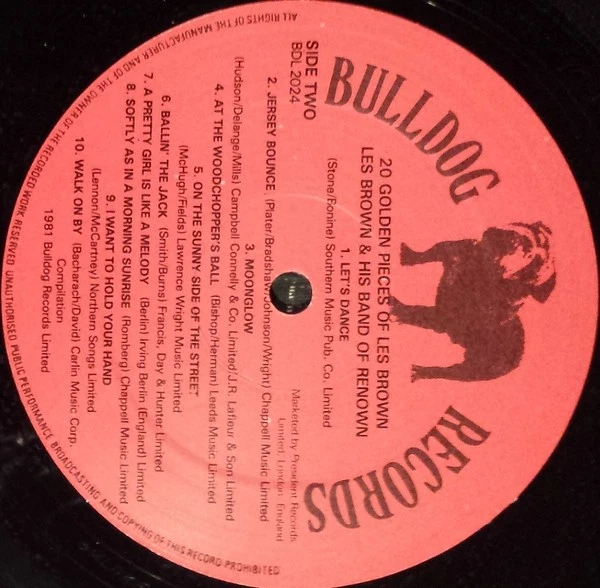 BULLDOG
RECORDS
SIDE TWO
BDL 2024
Marketed by President Records
Limited, London, England
20 GOLDEN PIECES OF LES BROWN
LES BROWN & HIS BAND OF RENOWN
1. LET'S DANCE
(Stone/Bonine) Southern Music Pub. Co. Limited
2. JERSEY BOUNCE (Plater/Bradshaw/Johnson/Wright) Chappell Music Limited
3. MOONGLOW
(Hudson/Delange/Mills) Campbell Connelly & Co. Limited/J.R. Lafleur & Son Limited
4. AT THE WOODCHOPPER'S BALL (Bishop/Herman) Leeds Music Limited
5. ON THE SUNNY SIDE OF THE STREET
(McHugh/Fields) Lawrence Wright Music Limited
6. BALLIN' THE JACK (Smith/Burns) Francis, Day & Hunter Limited
7. A PRETTY GIRL IS LIKE A MELODY (Berlin) Irving Berlin (England) Limited
8. SOFTLY AS IN A MORNING SUNRISE (Romberg) Chappell Music Limited
9. I WANT TO HOLD YOUR HAND
(Lennon/McCartney) Northern Songs Limited
10. WALK ON BY (Bacharach/David) Carlin Music Corp.
Compilation
1981 Bulldog Records Limited
ALL RIGHTS OF THE MANUFACTURER AND OF THE OWNER OF THE RECORDED WORK RESERVED UNAUTHORISED PUBLIC PERFORMANCE BROADCASTING AND COPYING OF THIS RECORD PROHIBITED